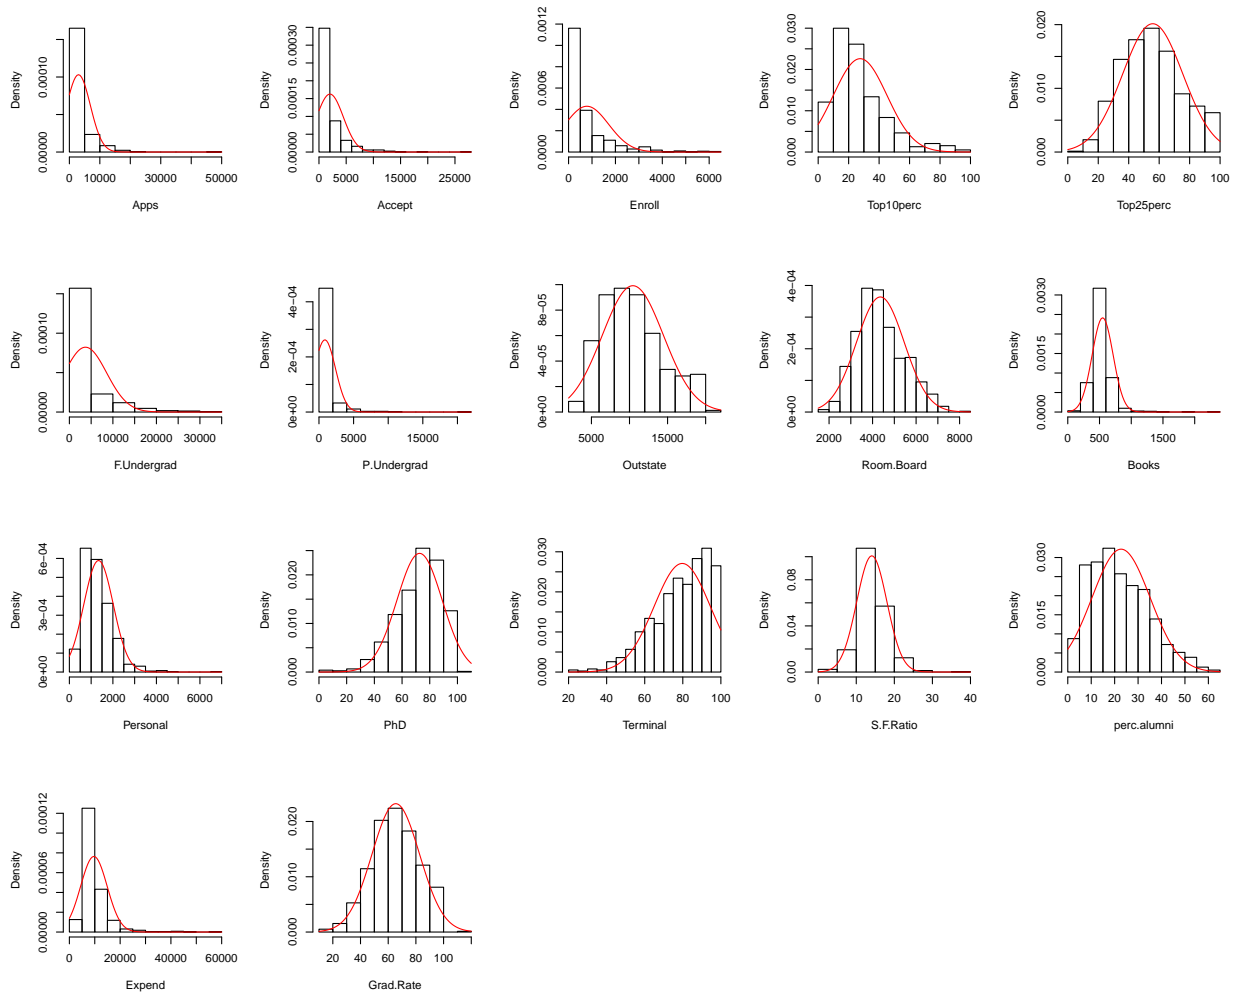 Density
0.00000 0.00010
0 10000 30000 50000
Apps
Density
0.00000 0.00015 0.00030
0 5000 15000 25000
Accept
Density
0.0000 0.0006 0.0012
0 2000 4000 6000
Enroll
Density
0.000 0.010 0.020 0.030
0 20 40 60 80 100
Top10perc
Density
0.000 0.010 0.020
0 20 40 60 80 100
Top25perc
Density
0.00000 0.00010
0 10000 20000 30000
F.Undergrad
Density
0e+00 2e−04 4e−04
0 5000 15000
P.Undergrad
Density
0e+00 4e−05 8e−05
5000 15000
Outstate
Density
0e+00 2e−04 4e−04
2000 4000 6000 8000
Room.Board
Density
0.0000 0.0015 0.0030
0 500 1500
Books
Density
0e+00 3e−04 6e−04
0 2000 4000 6000
Personal
Density
0.000 0.010 0.020
0 20 40 60 80 100
PhD
Density
0.000 0.010 0.020 0.030
20 40 60 80 100
Terminal
Density
0.00 0.04 0.08
0 10 20 30 40
S.F.Ratio
Density
0.000 0.015 0.030
0 10 20 30 40 50 60
perc.alumni
Density
0.00000 0.00006 0.00012
0 20000 40000 60000
Expend
Density
0.000 0.010 0.020
20 40 60 80 100
Grad.Rate